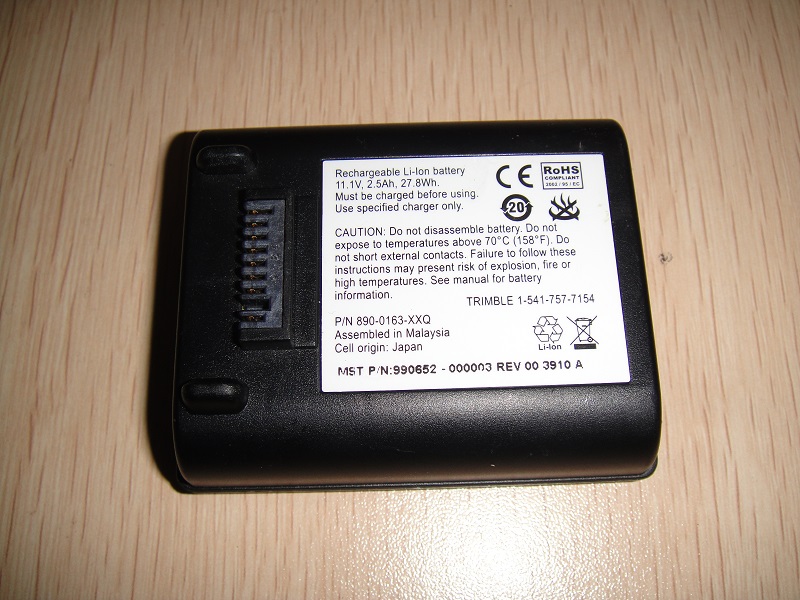 Rechargeable Li-Ion battery
11.1V, 2.5Ah, 27.8Wh.
Must be charged before using.
Use specified charger only.
CE
RoHS
COMPLIANT
2002 / 95 / EC
20
CAUTION: Do not disassemble battery. Do not
expose to temperatures above 70°C (158°F). Do
not short external contacts. Failure to follow these
instructions may present risk of explosion, fire or
high temperatures. See manual for battery
information.
TRIMBLE 1-541-757-7154
P/N 890-0163-XXQ
Assembled in Malaysia
Cell origin: Japan
Li-Ion
MST P/N:990652 - 000003 REV 00 3910 A